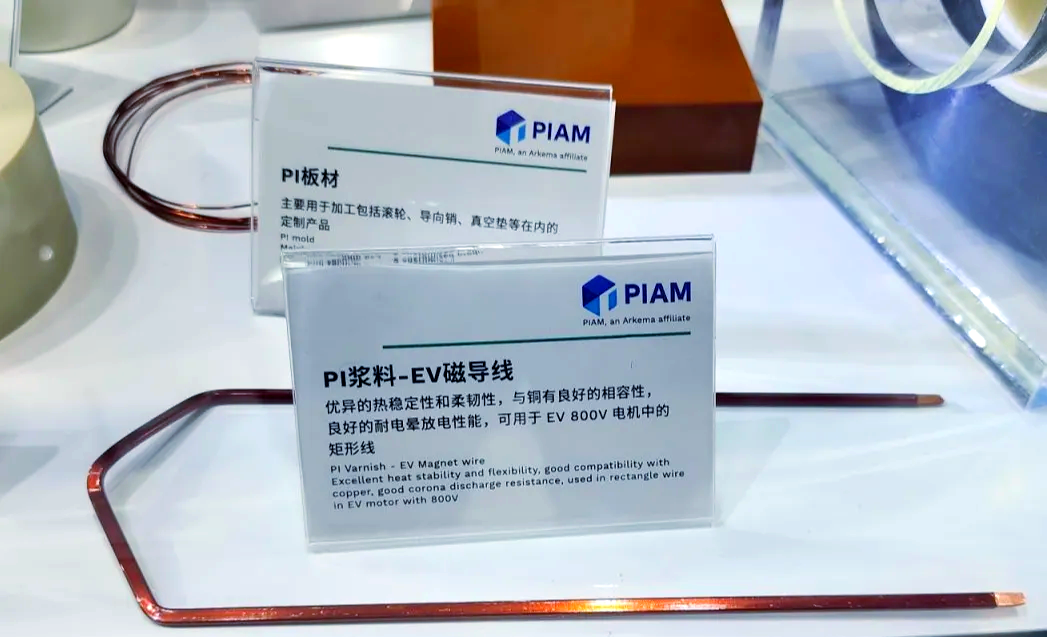 PIAM
PIAM, an Arkema affiliate
PI板材
主要用于加工包括滚轮、导向销、真空垫等在内的
定制产品
PI mold
PIAM
PIAM, an Arkema affiliate
PI浆料-EV磁导线
优异的热稳定性和柔韧性，与铜有良好的相容性，
良好的耐电晕放电性能，可用于 EV 800V 电机中的
矩形线
PI Varnish - EV Magnet wire
Excellent heat stability and flexibility, good compatibility with
copper, good corona discharge resistance, used in rectangle wire
in EV motor with 800V